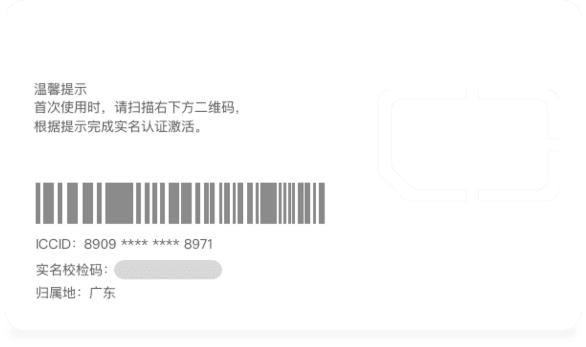 温馨提示
首次使用时，请扫描右下方二维码，
根据提示完成实名认证激活。
ICCID：8909 **** **** 8971
实名校检码：
归属地：广东